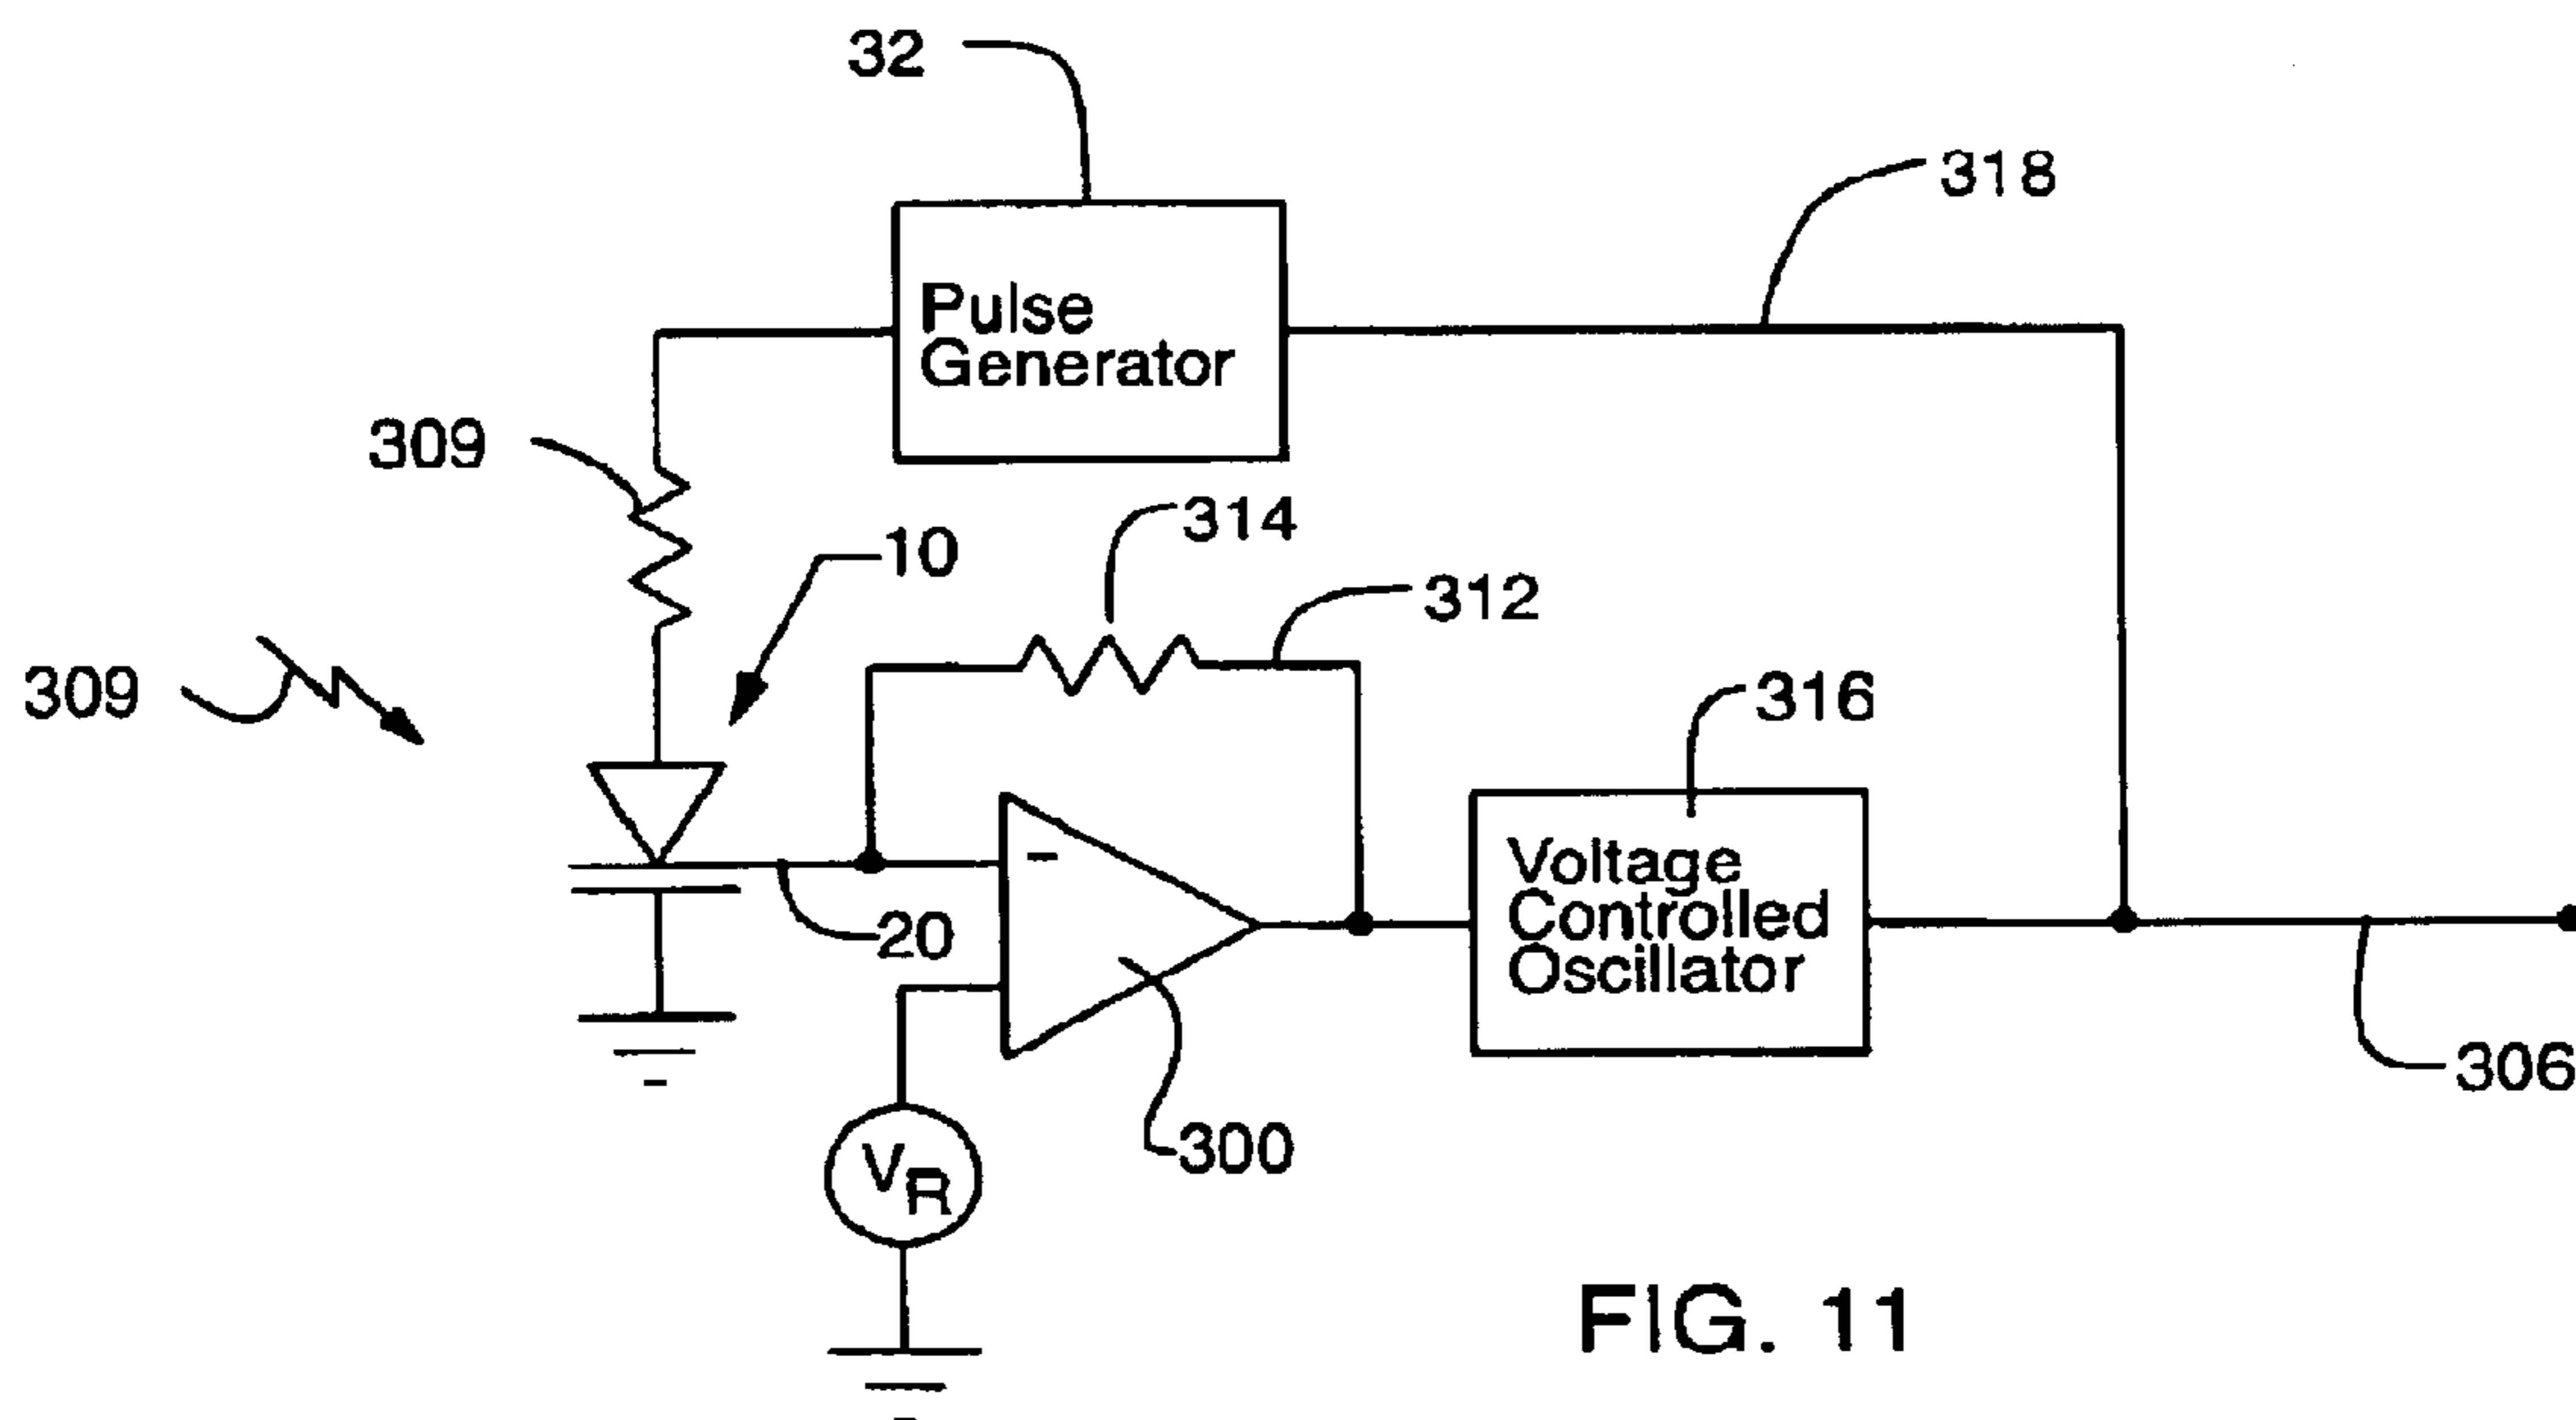 32
318
Pulse
Generator
309
314
10
312
309
316
-
Voltage
Controlled
Oscillator
20
306
300
VR
FIG. 11